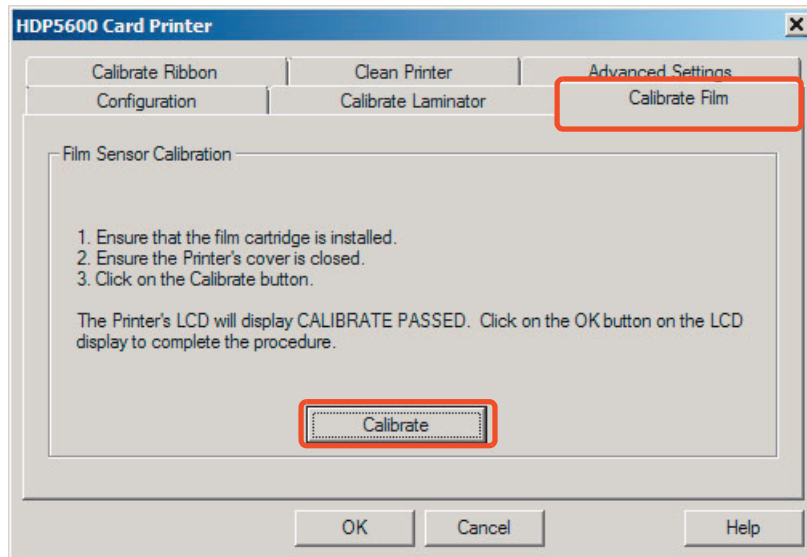 HDP5600 Card Printer
Calibrate Ribbon
Clean Printer
Advanced Settings
Configuration
Calibrate Laminator
Calibrate Film
Film Sensor Calibration
1. Ensure that the film cartridge is installed.
2. Ensure the Printer's cover is closed.
3. Click on the Calibrate button.
The Printer's LCD will display CALIBRATE PASSED.  Click on the OK button on the LCD
display to complete the procedure.
Calibrate
OK
Cancel
Help